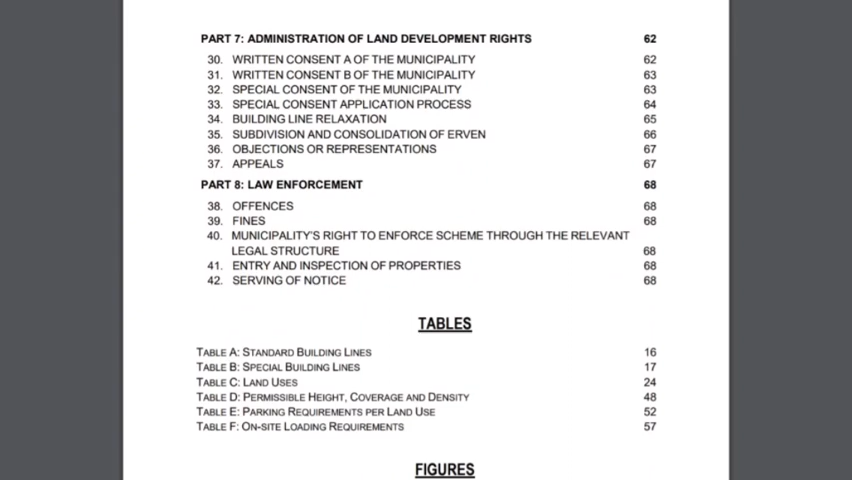 PART 7: ADMINISTRATION OF LAND DEVELOPMENT RIGHTS 62
30. WRITTEN CONSENT A OF THE MUNICIPALITY 62
31. WRITTEN CONSENT B OF THE MUNICIPALITY 63
32. SPECIAL CONSENT OF THE MUNICIPALITY 63
33. SPECIAL CONSENT APPLICATION PROCESS 64
34. BUILDING LINE RELAXATION 65
35. SUBDIVISION AND CONSOLIDATION OF ERVEN 66
36. OBJECTIONS OR REPRESENTATIONS 67
37. APPEALS 67
PART 8: LAW ENFORCEMENT 68
38. OFFENCES 68
39. FINES 68
40. MUNICIPALITY'S RIGHT TO ENFORCE SCHEME THROUGH THE RELEVANT
LEGAL STRUCTURE 68
41. ENTRY AND INSPECTION OF PROPERTIES 68
42. SERVING OF NOTICE 68
TABLES
TABLE A: STANDARD BUILDING LINES 16
TABLE B: SPECIAL BUILDING LINES 17
TABLE C: LAND USES 24
TABLE D: PERMISSIBLE HEIGHT, COVERAGE AND DENSITY 48
TABLE E: PARKING REQUIREMENTS PER LAND USE 52
TABLE F: ON-SITE LOADING REQUIREMENTS 57
FIGURES